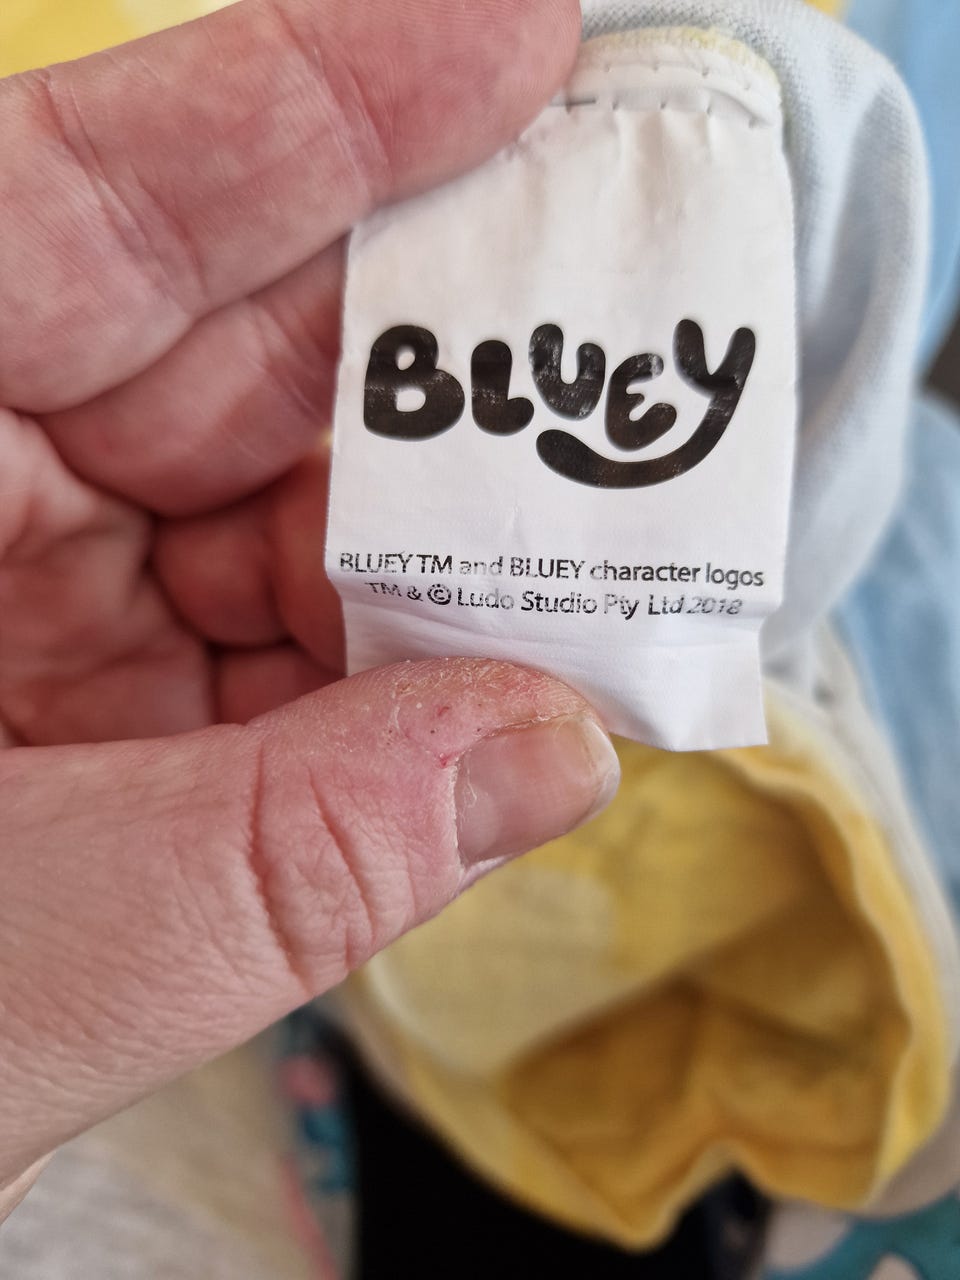 BLUEY
BLUEY TM and BLUEY character logos
TM & © Ludo Studio Pty Ltd 2018